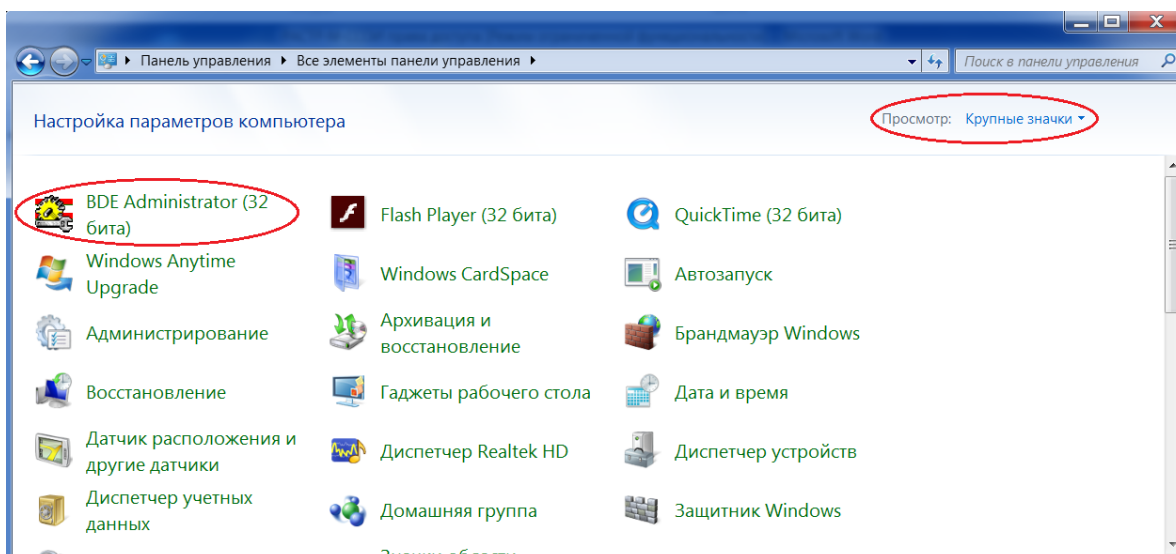 Панель управления ▸ Все элементы панели управления ▸
Поиск в панели управления
Настройка параметров компьютера
Просмотр: Крупные значки
BDE Administrator (32
бита)
Flash Player (32 бита)
QuickTime (32 бита)
Windows Anytime
Upgrade
Windows CardSpace
Автозапуск
Администрирование
Архивация и
восстановление
Брандмауэр Windows
Восстановление
Гаджеты рабочего стола
Дата и время
Датчик расположения и
другие датчики
Диспетчер Realtek HD
Диспетчер устройств
Диспетчер учетных
данных
Домашняя группа
Защитник Windows